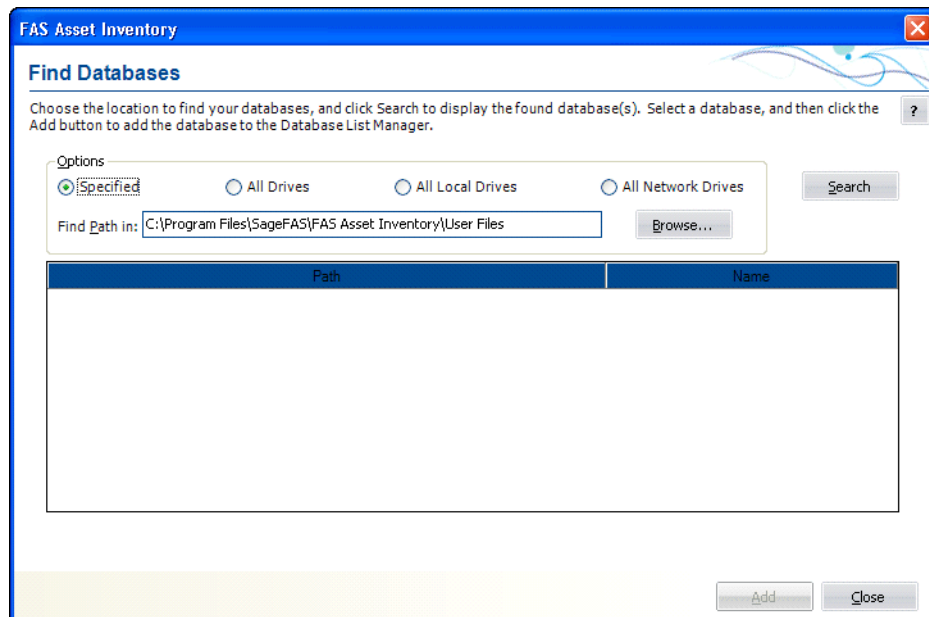 FAS Asset Inventory
Find Databases
Choose the location to find your databases, and click Search to display the found database(s). Select a database, and then click the
Add button to add the database to the Database List Manager.
?
Options
Specified All Drives All Local Drives All Network Drives Search
Find Path in: C:\Program Files\SageFAS\FAS Asset Inventory\User Files Browse...
Path Name
Add Close